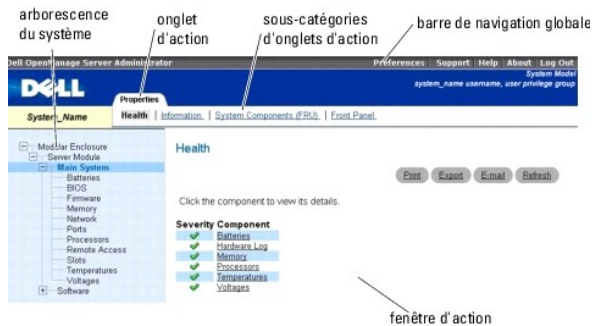 arborescence
du système
onglet
d'action
sous-catégories
d'onglets d'action
barre de navigation globale
Dell OpenManage Server Administrator
Preferences Support Help About Log Out
System Model
system_name username, user privilege group
DELL
Properties
System_Name
Health | Information | System Components (FRU) | Front Panel
Modular Enclosure
Server Module
Main System
Batteries
BIOS
Firmware
Memory
Network
Ports
Processors
Remote Access
Slots
Temperatures
Voltages
Software
Health
Print Export E-mail Refresh
Click the component to view its details.
Severity Component
Batteries
Hardware Log
Memory
Processors
Temperatures
Voltages
fenêtre d'action